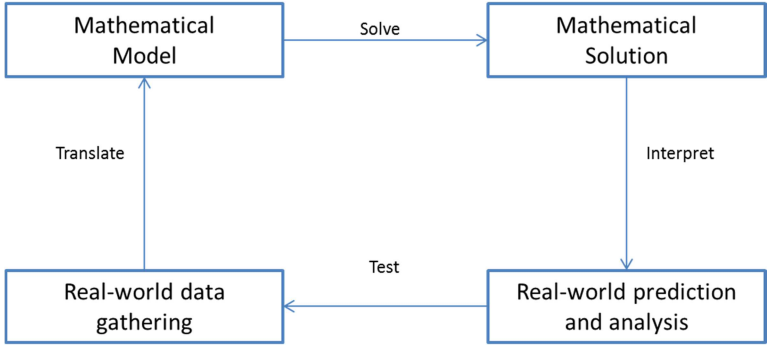 Mathematical
Model
Solve
Mathematical
Solution
Translate
Interpret
Real-world data
gathering
Test
Real-world prediction
and analysis